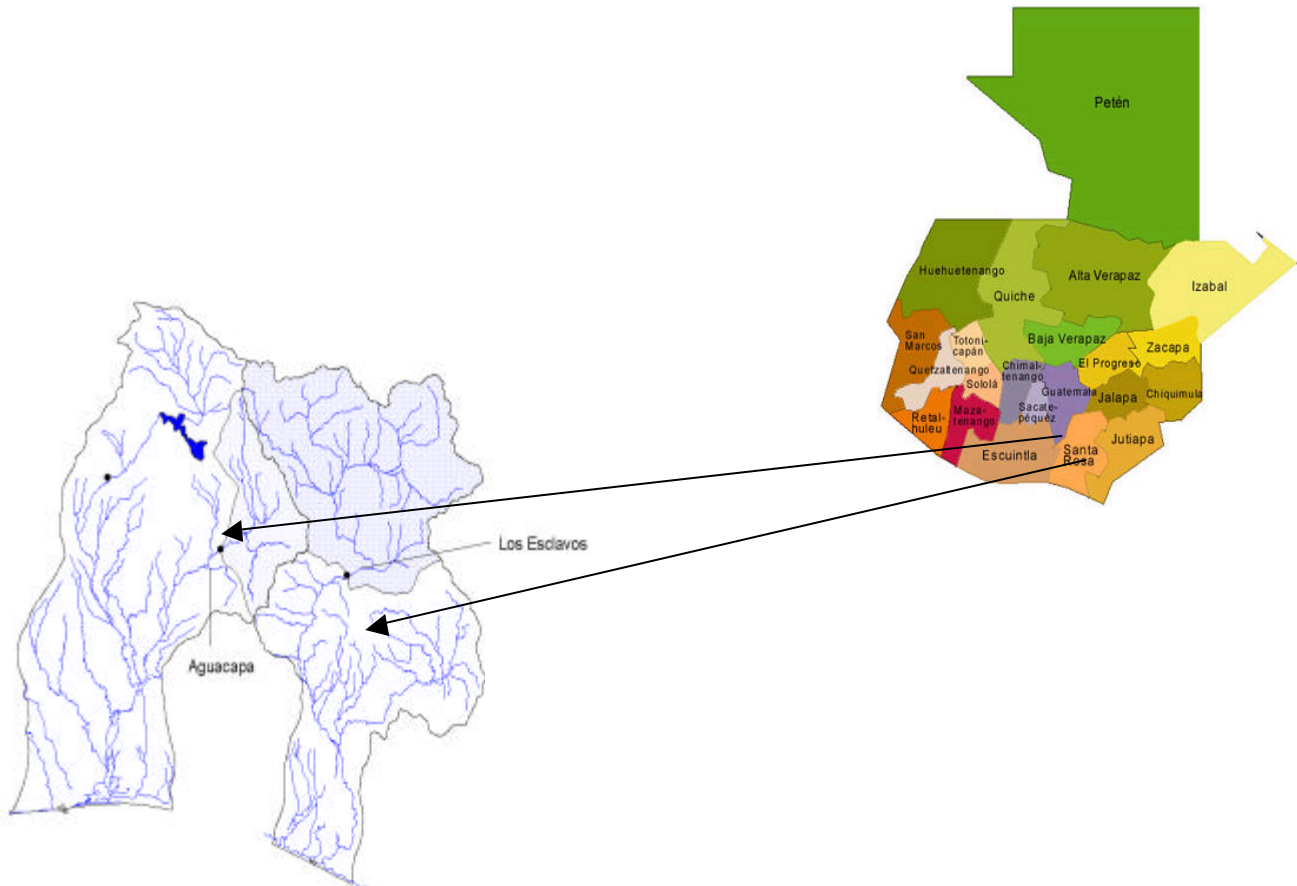 Petén
Huehuetenango
Quiche
Alta Verapaz
Izabal
San
Marcos
Totoni-
capán
Baja Verapaz
El Progreso
Zacapa
Quetzaltenango
Sololá
Chimal-
tenango
Guatemala
Jalapa
Chiquimula
Retal-
huleu
Maza-
tenango
Sacate-
pèquéz
Escuintla
Santa
Rosa
Jutiapa
Los Esclavos
Aguacapa